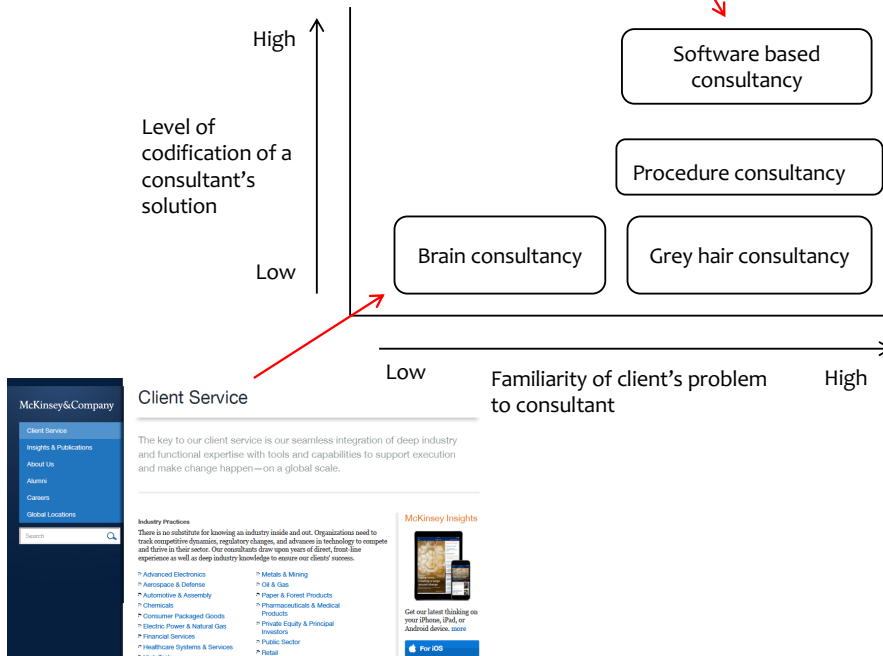 High
Software based
consultancy
Level of
codification of a
consultant's
solution
Procedure consultancy
Brain consultancy
Grey hair consultancy
Low
Low
Familiarity of client's problem
to consultant
High
McKinsey&Company
Client Service
Insights & Publications
About Us
Alumni
Careers
Global Locations
Search
Client Service
The key to our client service is our seamless integration of deep industry
and functional expertise with tools and capabilities to support execution
and make change happen—on a global scale.
Industry Practices
There is no substitute for knowing an industry inside and out. Organizations need to
track competitive dynamics, regulatory changes, and advances in technology to compete
and thrive in their sector. Our consultants draw upon years of direct, front-line
experience as well as deep industry knowledge to ensure our clients' success.
Advanced Electronics
Aerospace & Defense
Automotive & Assembly
Chemicals
Consumer Packaged Goods
Electric Power & Natural Gas
Financial Services
Healthcare Systems & Services
Metals & Mining
Oil & Gas
Paper & Forest Products
Pharmaceuticals & Medical
Products
Private Equity & Principal
Investors
Public Sector
Retail
McKinsey Insights
Get our latest thinking on
your iPhone, iPad, or
Android device. more
For iOS